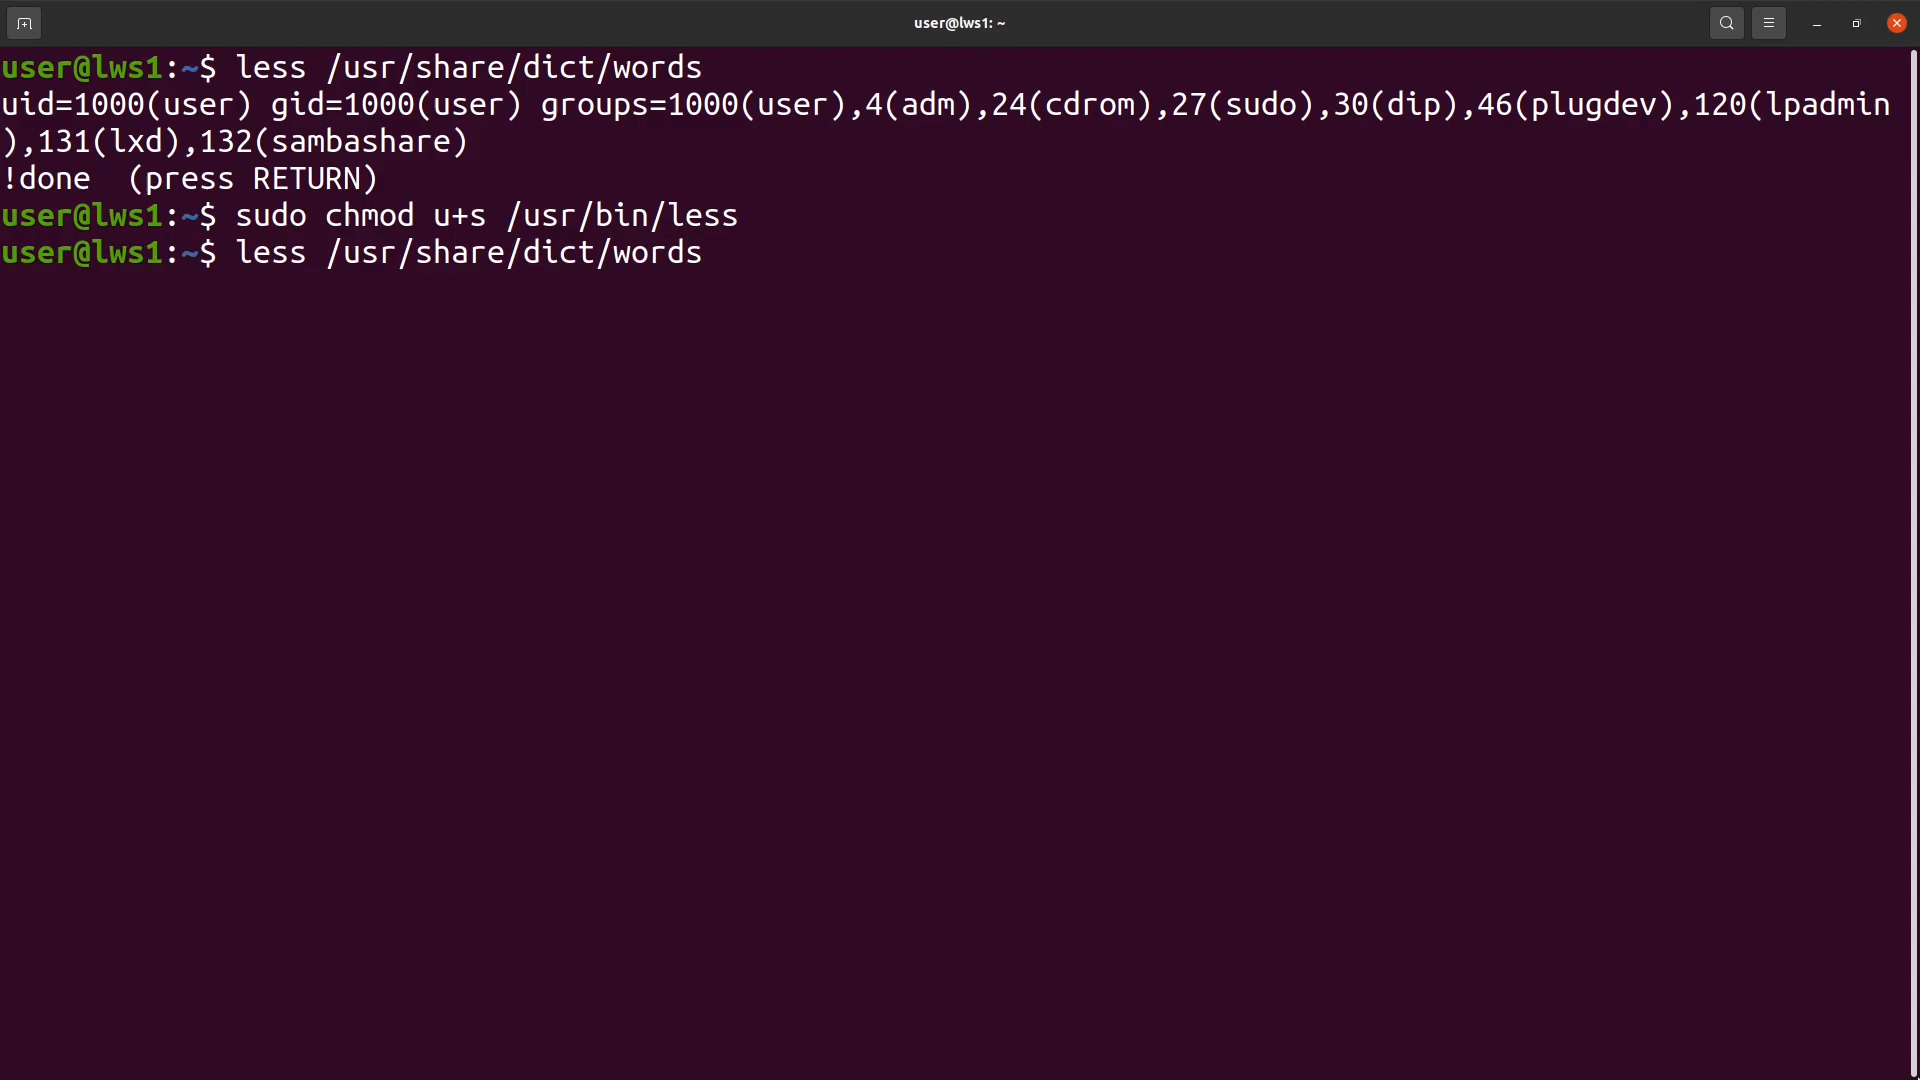 user@lws1: ~
user@lws1:~$ less /usr/share/dict/words
uid=1000(user) gid=1000(user) groups=1000(user),4(adm),24(cdrom),27(sudo),30(dip),46(plugdev),120(lpadmin
),131(lxd),132(sambashare)
!done  (press RETURN)
user@lws1:~$ sudo chmod u+s /usr/bin/less
user@lws1:~$ less /usr/share/dict/words